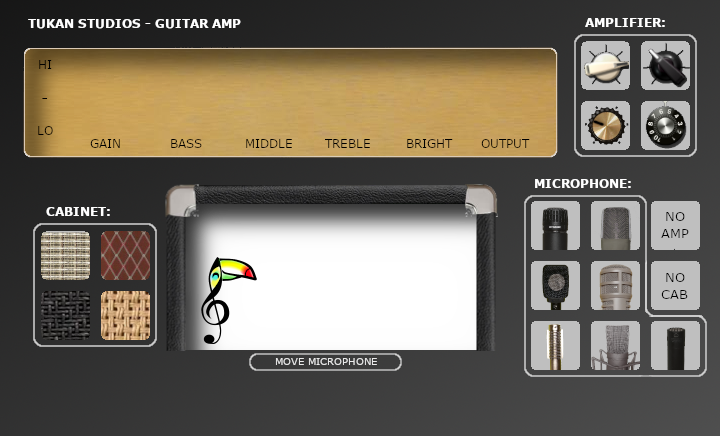 TUKAN STUDIOS - GUITAR AMP
AMPLIFIER:
HI
-
LO
GAIN BASS MIDDLE TREBLE BRIGHT OUTPUT
CABINET:
MICROPHONE:
NO
AMP
NO
CAB
MOVE MICROPHONE